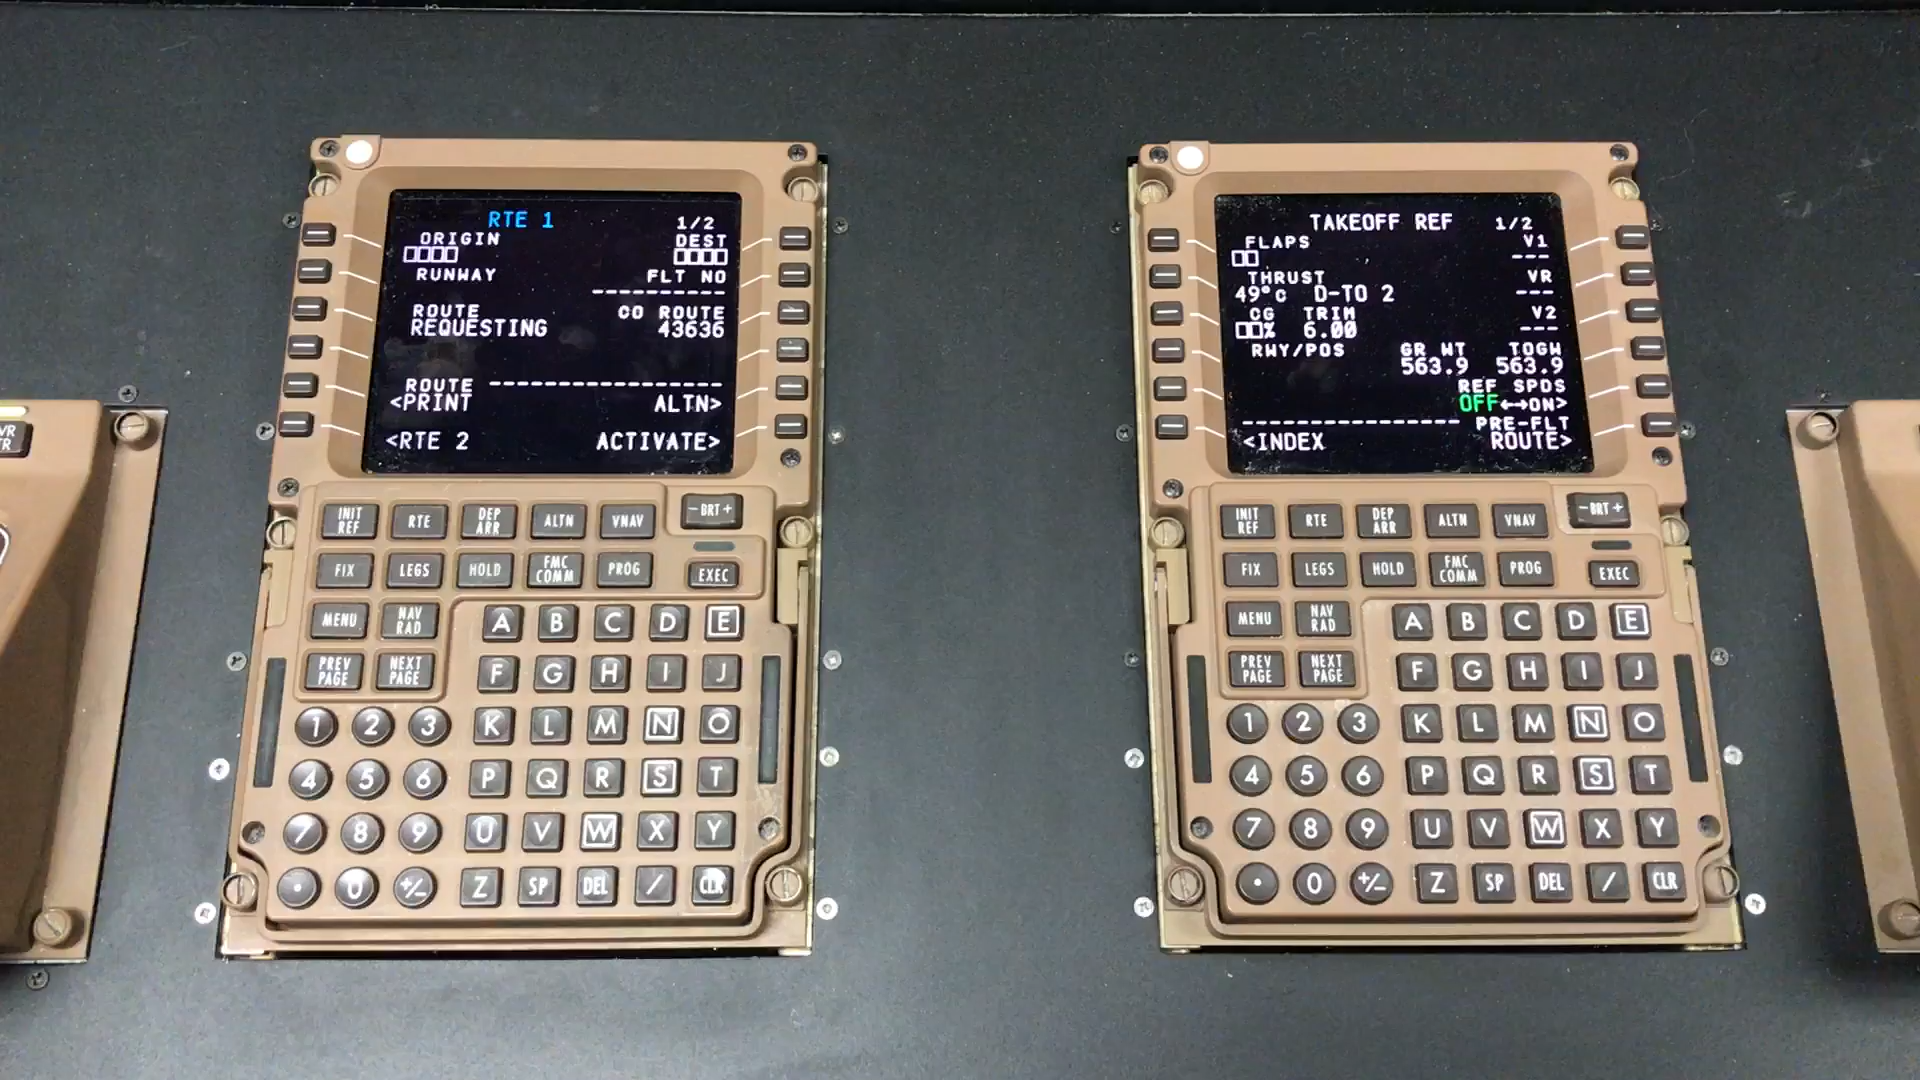 RTE 1 1/2
ORIGIN DEST
RUNWAY FLT NO
----------
ROUTE CO ROUTE
REQUESTING 43636
ROUTE -----------------
<PRINT ALTN>
<RTE 2 ACTIVATE>
-BRT+
INIT REF RTE DEP ARR ALTN VNAV
FIX LEGS HOLD FMC COMM PROG EXEC
MENU NAV RAD A B C D E
PREV PAGE NEXT PAGE F G H I J
1 2 3 K L M N O
4 5 6 P Q R S T
7 8 9 U V W X Y
. 0 +/- Z SP DEL / CLR
TAKEOFF REF 1/2
FLAPS V1
---
THRUST VR
49°c D-TO 2 ---
CG TRIM V2
% 6.00 ---
RWY/POS GR WT TOGW
563.9 563.9
REF SPDS
OFF←→ON>
---------------- PRE-FLT
<INDEX ROUTE>
-BRT+
INIT REF RTE DEP ARR ALTN VNAV
FIX LEGS HOLD FMC COMM PROG EXEC
MENU NAV RAD A B C D E
PREV PAGE NEXT PAGE F G H I J
1 2 3 K L M N O
4 5 6 P Q R S T
7 8 9 U V W X Y
. 0 +/- Z SP DEL / CLR